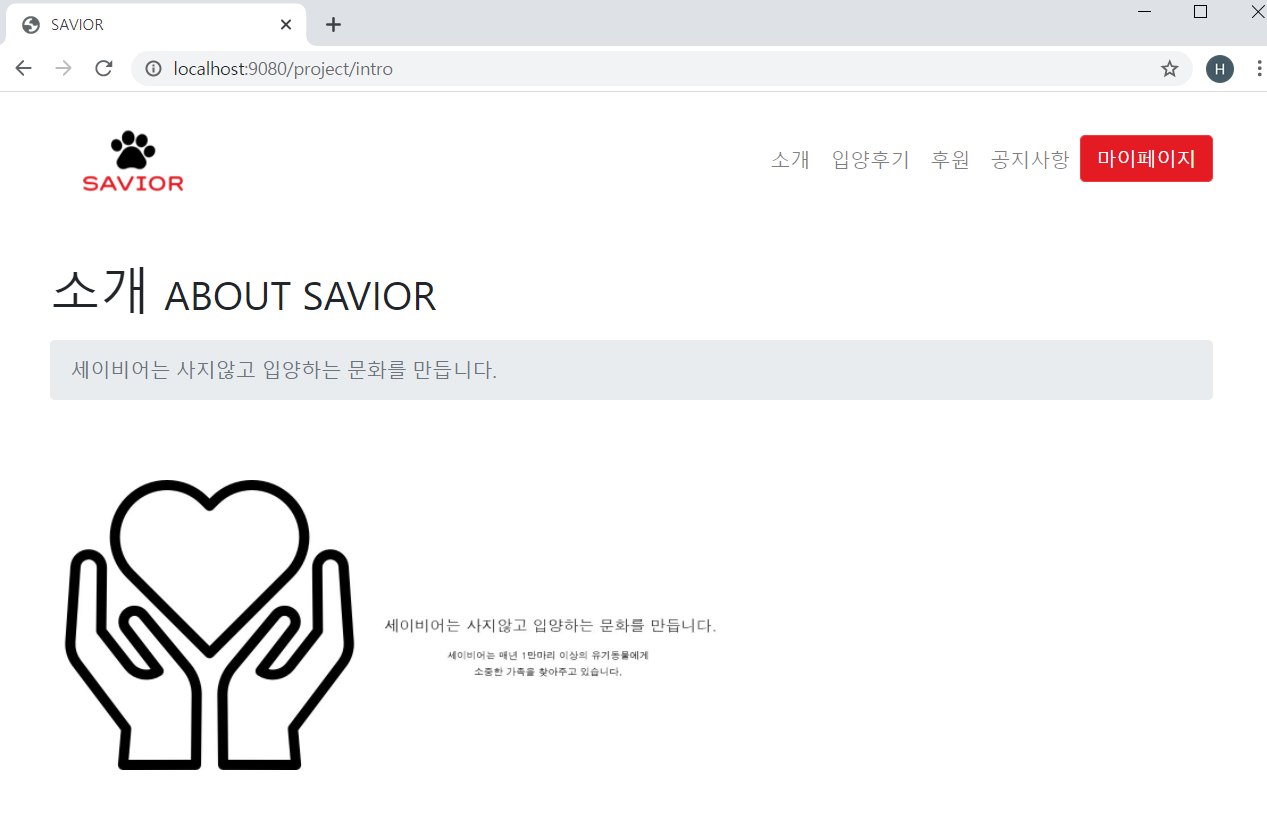 SAVIOR
localhost:9080/project/intro
H
SAVIOR
소개 입양후기 후원 공지사항 마이페이지
소개 ABOUT SAVIOR
세이비어는 사지않고 입양하는 문화를 만듭니다.
세이비어는 사지않고 입양하는 문화를 만듭니다.
세이비어는 매년 1만마리 이상의 유기동물에게
소중한 가족을 찾아주고 있습니다.